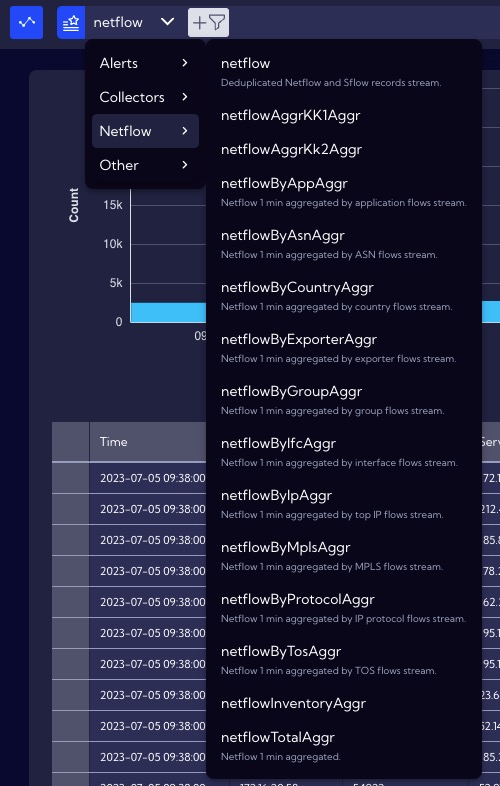 netflow
Alerts
Collectors
Netflow
Other
netflow
Deduplicated Netflow and Sflow records stream.
netflowAggrKK1Aggr
netflowAggrKk2Aggr
netflowByAppAggr
Netflow 1 min aggregated by application flows stream.
netflowByAsnAggr
Netflow 1 min aggregated by ASN flows stream.
netflowByCountryAggr
Netflow 1 min aggregated by country flows stream.
netflowByExporterAggr
Netflow 1 min aggregated by exporter flows stream.
netflowByGroupAggr
Netflow 1 min aggregated by group flows stream.
netflowByIfcAggr
Netflow 1 min aggregated by interface flows stream.
netflowByIpAggr
Netflow 1 min aggregated by top IP flows stream.
netflowByMplsAggr
Netflow 1 min aggregated by MPLS flows stream.
netflowByProtocolAggr
Netflow 1 min aggregated by IP protocol flows stream.
netflowByTosAggr
Netflow 1 min aggregated by TOS flows stream.
netflowInventoryAggr
netflowTotalAggr
Netflow 1 min aggregated.
Count
15k
10k
5k
0
09
Time Serv
2023-07-05 09:38:00 72.1
2023-07-05 09:38:00 212.
2023-07-05 09:38:00 85.8
2023-07-05 09:38:00 78.2
2023-07-05 09:38:00 62.
2023-07-05 09:38:00 95.1
2023-07-05 09:38:00 95.1
2023-07-05 09:38:00 23.6
2023-07-05 09:38:00 52.14
2023-07-05 09:38:00 85.